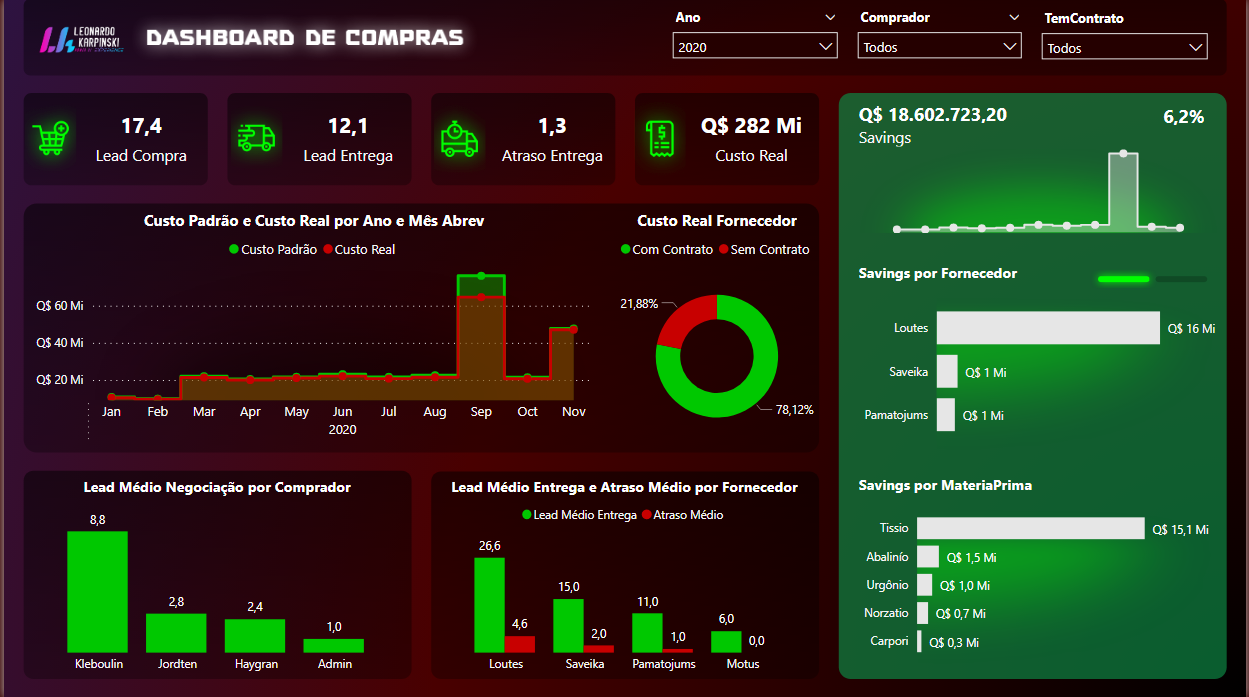 LEONARDO
KARPINSKI
DASHBOARD DE COMPRAS
Ano
2020
Comprador
Todos
TemContrato
Todos
17,4
Lead Compra
12,1
Lead Entrega
1,3
Atraso Entrega
Q$ 282 Mi
Custo Real
Q$ 18.602.723,20
6,2%
Savings
Custo Padrão e Custo Real por Ano e Mês Abrev
Custo Padrão Custo Real
Q$ 60 Mi
Q$ 40 Mi
Q$ 20 Mi
Jan Feb Mar Apr May Jun Jul Aug Sep Oct Nov
2020
Custo Real Fornecedor
Com Contrato Sem Contrato
21,88%
78,12%
Savings por Fornecedor
Loutes Q$ 16 Mi
Saveika Q$ 1 Mi
Pamatojums Q$ 1 Mi
Lead Médio Negociação por Comprador
8,8
2,8
2,4
1,0
Kleboulin Jordten Haygran Admin
Lead Médio Entrega e Atraso Médio por Fornecedor
Lead Médio Entrega Atraso Médio
26,6
4,6
15,0
2,0
11,0
1,0
6,0
0,0
Loutes Saveika Pamatojums Motus
Savings por MateriaPrima
Tissio Q$ 15,1 Mi
Abalinío Q$ 1,5 Mi
Urgônio Q$ 1,0 Mi
Norzatio Q$ 0,7 Mi
Carpori Q$ 0,3 Mi